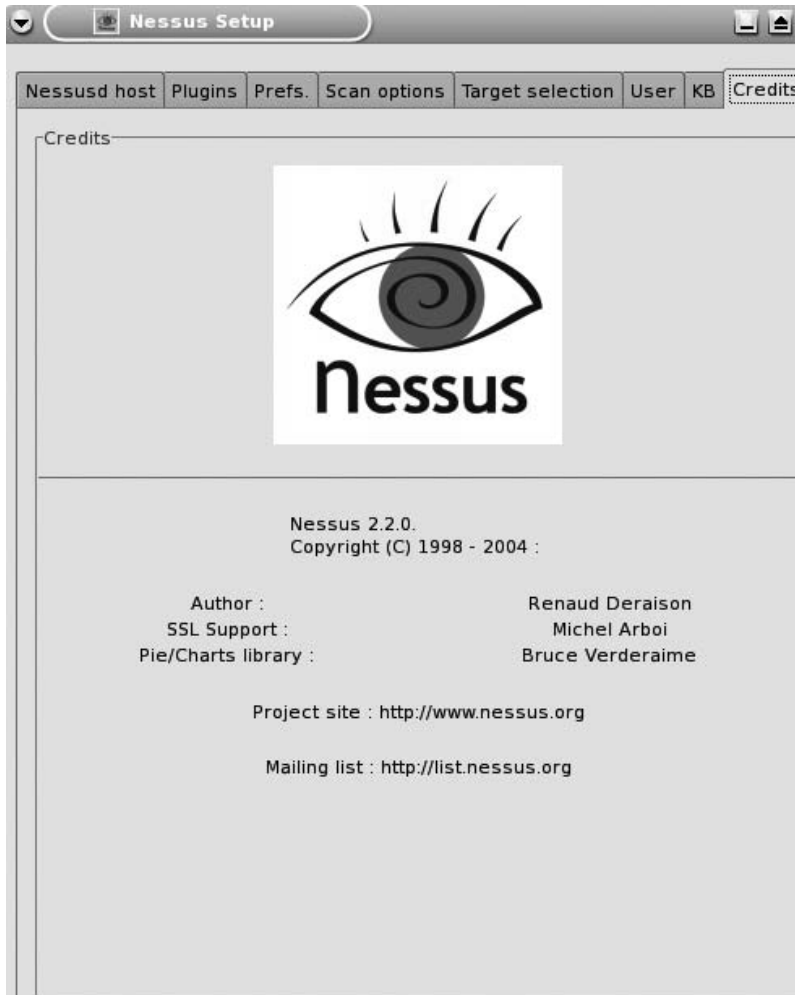 Nessus Setup
Nessusd host Plugins Prefs. Scan options Target selection User KB Credits
Credits
nessus
Nessus 2.2.0.
Copyright (C) 1998 - 2004 :
Author : Renaud Deraison
SSL Support : Michel Arboi
Pie/Charts library : Bruce Verderaime
Project site : http://www.nessus.org
Mailing list : http://list.nessus.org